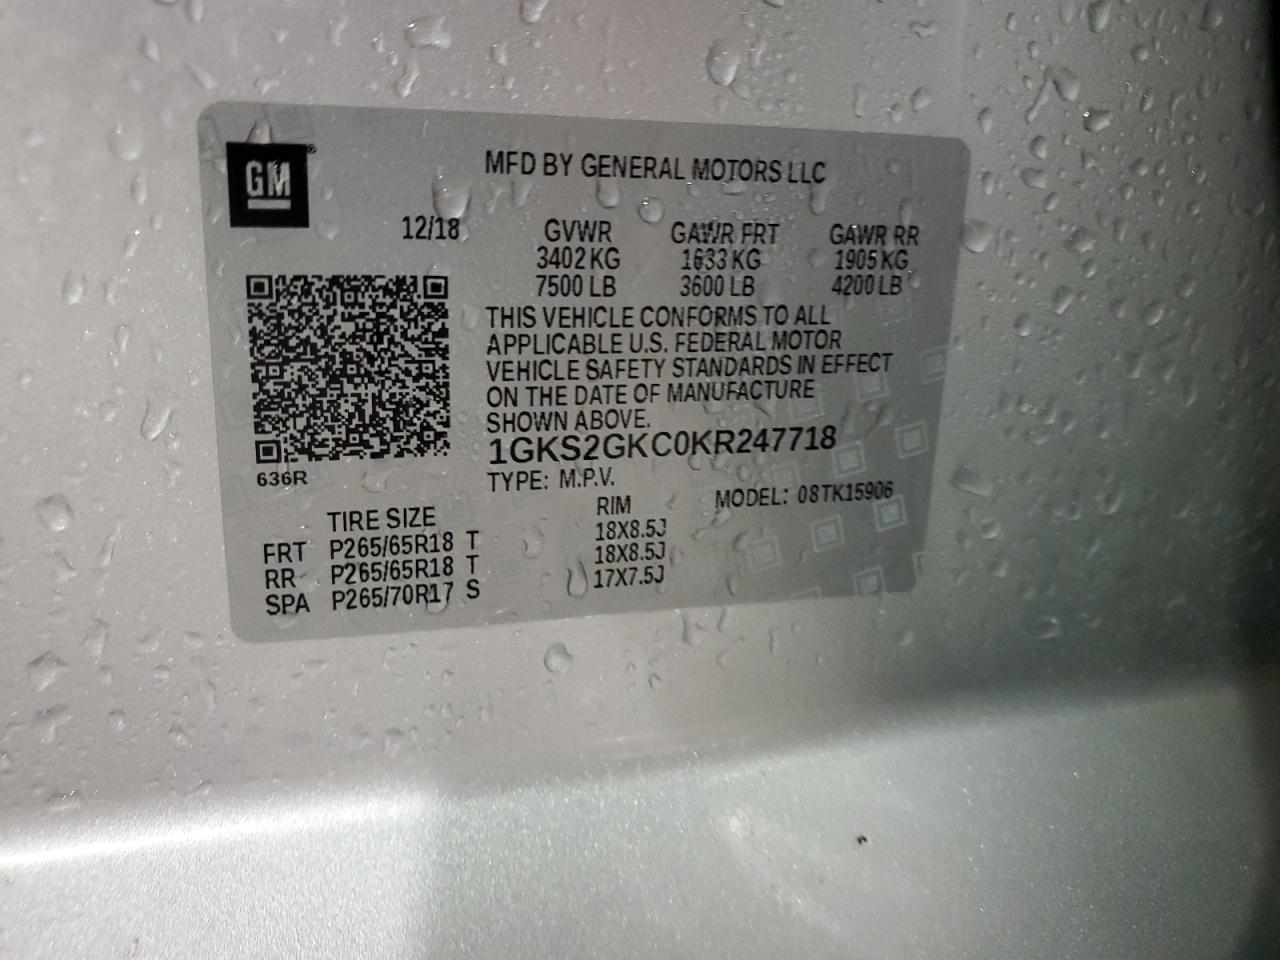 GM®
MFD BY GENERAL MOTORS LLC
12/18 GVWR GAWR FRT GAWR RR
3402 KG 1633 KG 1905 KG
7500 LB 3600 LB 4200 LB
THIS VEHICLE CONFORMS TO ALL
APPLICABLE U.S. FEDERAL MOTOR
VEHICLE SAFETY STANDARDS IN EFFECT
ON THE DATE OF MANUFACTURE
SHOWN ABOVE.
1GKS2GKC0KR247718
636R
TYPE: M.P.V. MODEL: 08TK15906
TIRE SIZE RIM
FRT P265/65R18 T 18X8.5J
RR P265/65R18 T 18X8.5J
SPA P265/70R17 S 17X7.5J